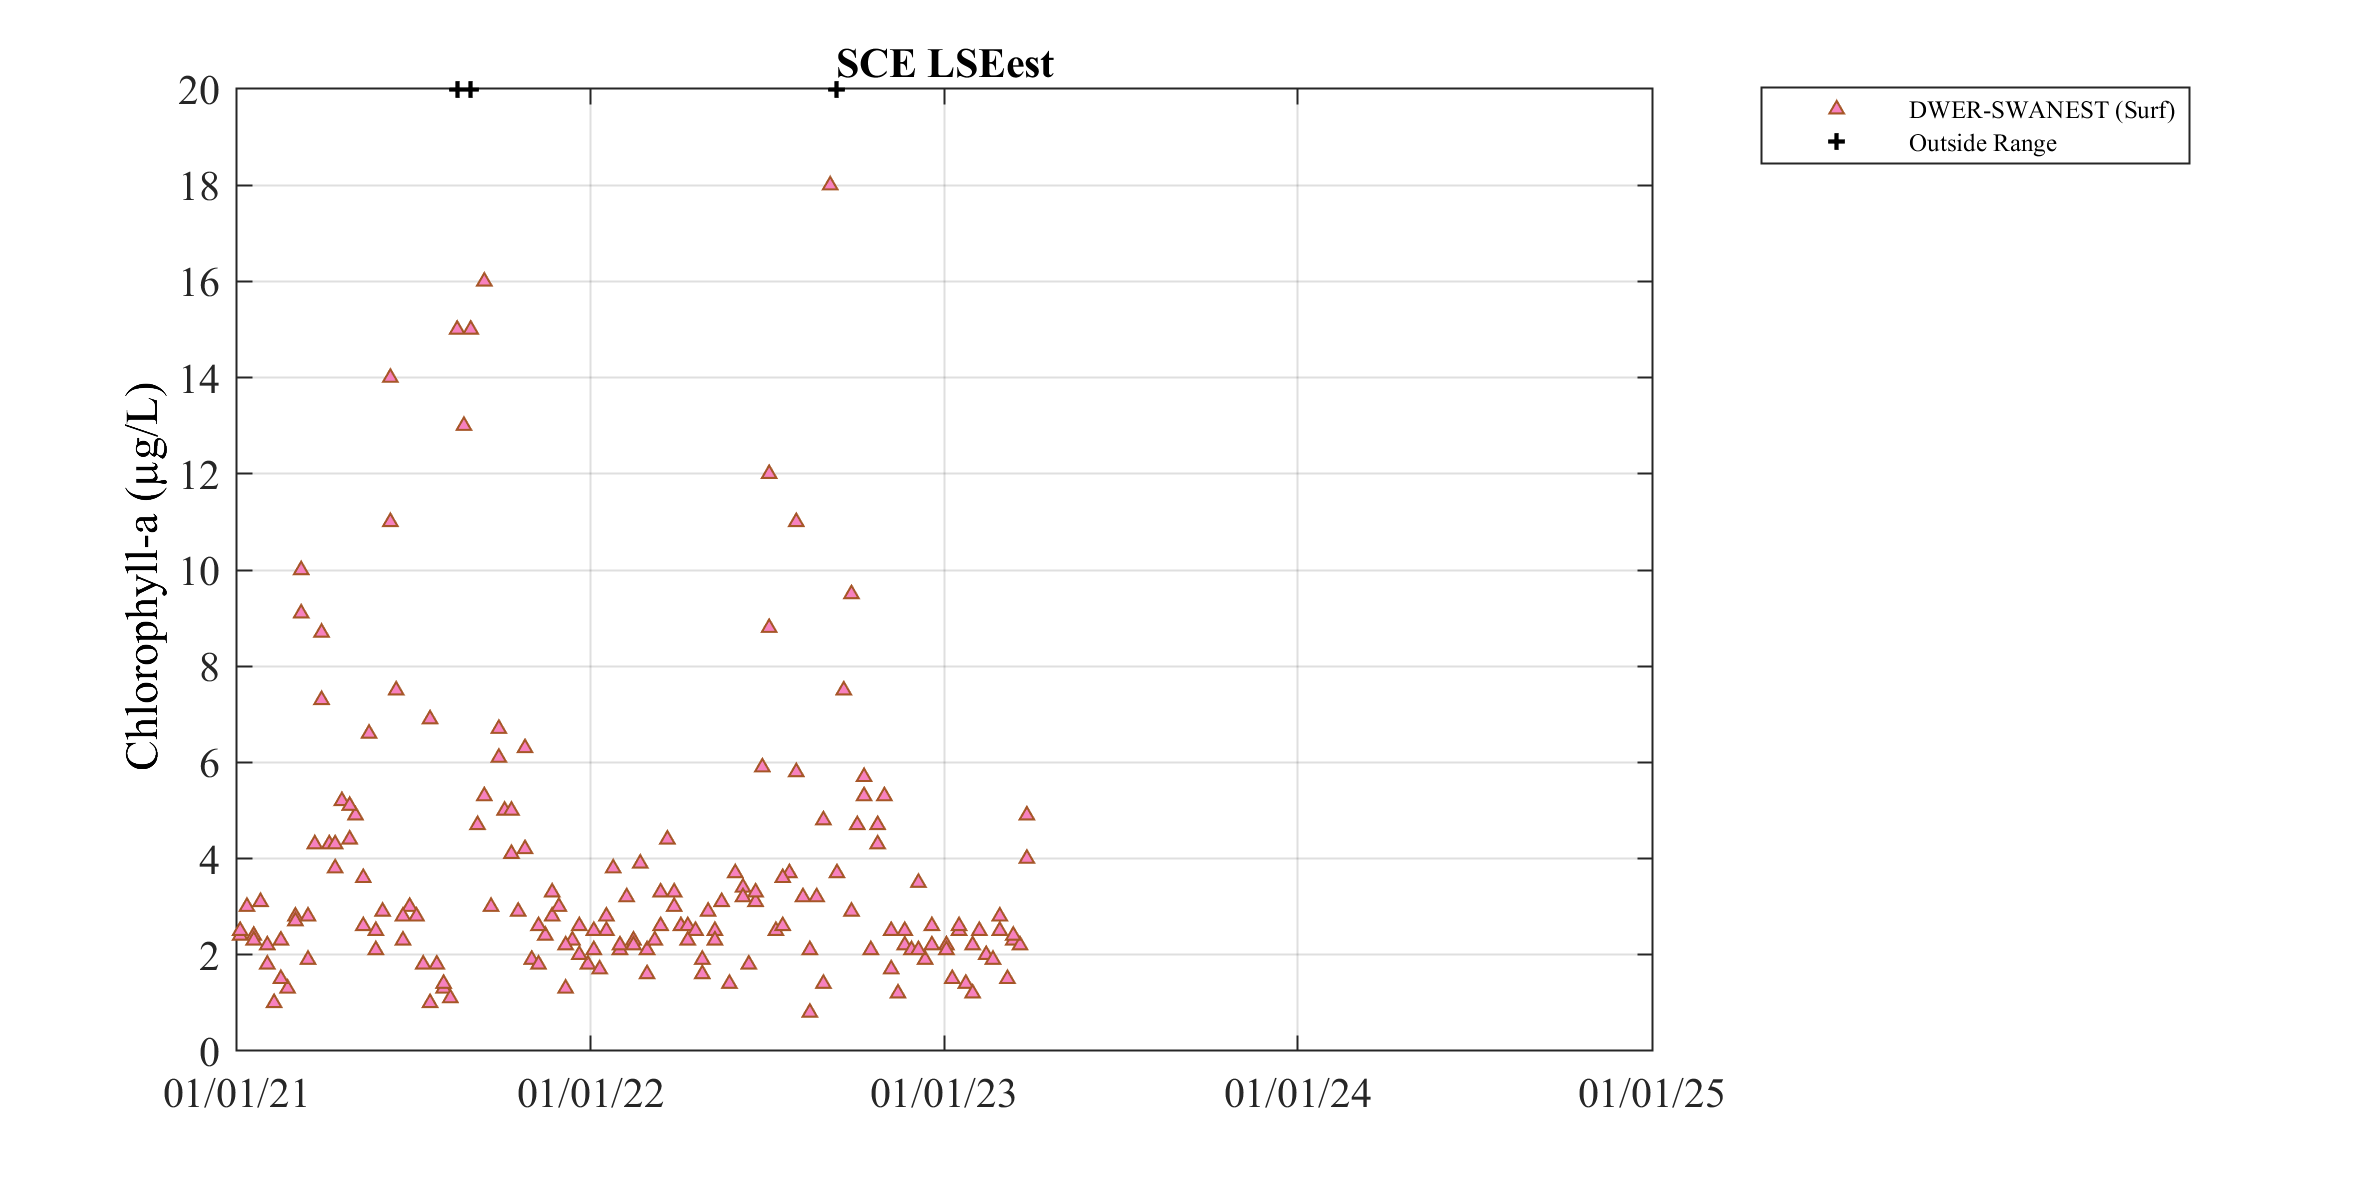 SCE LSEest
DWER-SWANEST (Surf)
Outside Range
Chlorophyll-a (µg/L)
20
18
16
14
12
10
8
6
4
2
0
01/01/21 01/01/22 01/01/23 01/01/24 01/01/25